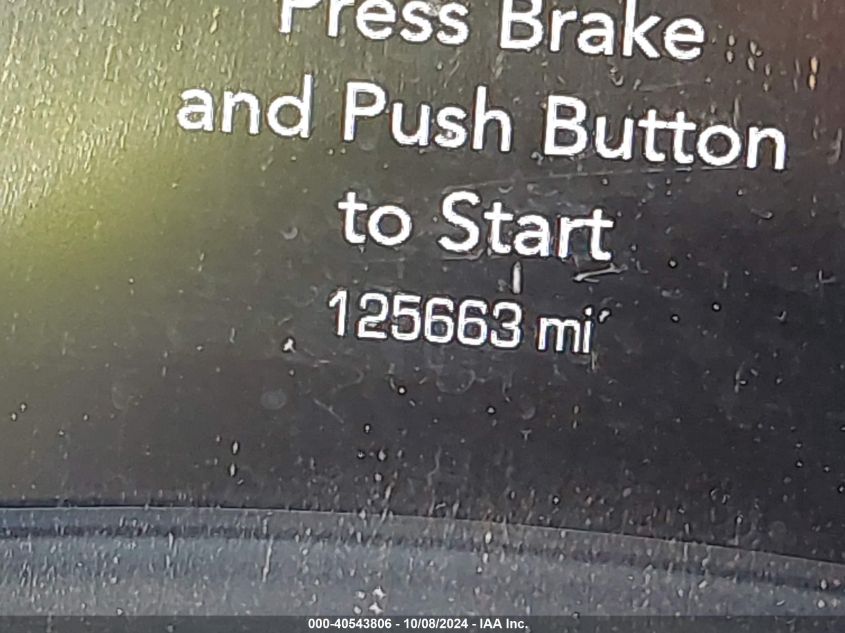 Press Brake
and Push Button
to Start
125663 mi
000-40543806 - 10/08/2024 - IAA Inc.